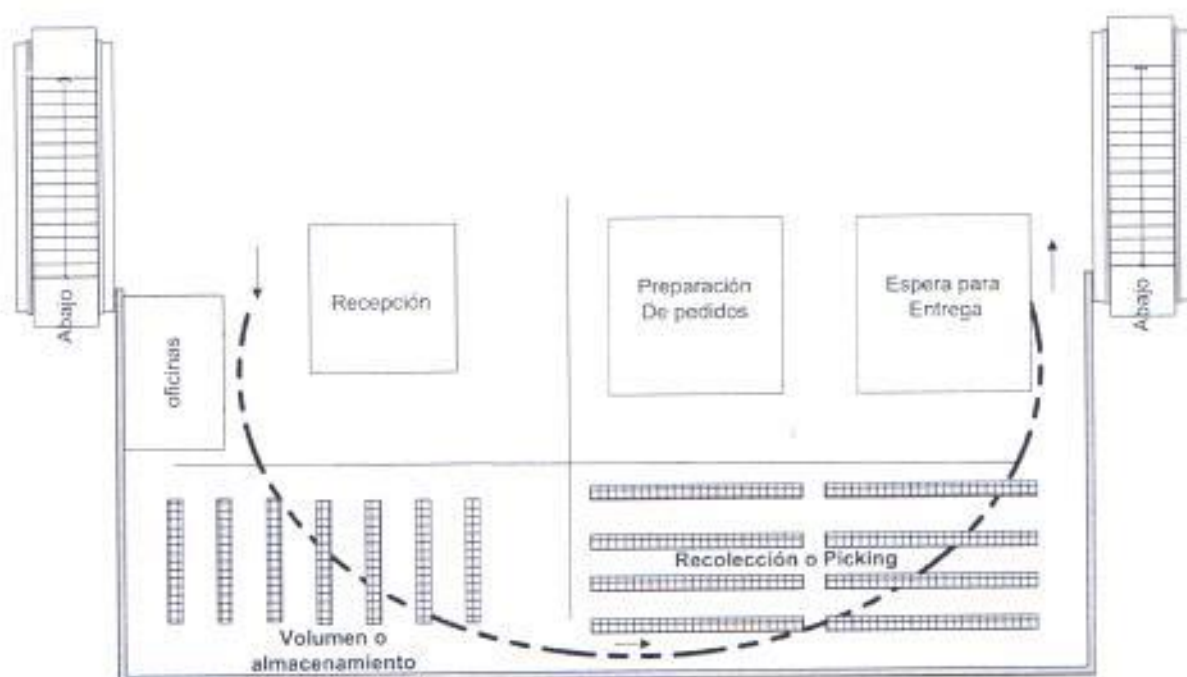 Abajo
oficinas
Recepción
Preparación
De pedidos
Espera para
Entrega
Abajo
Recolección o Picking
Volumen o
almacenamiento